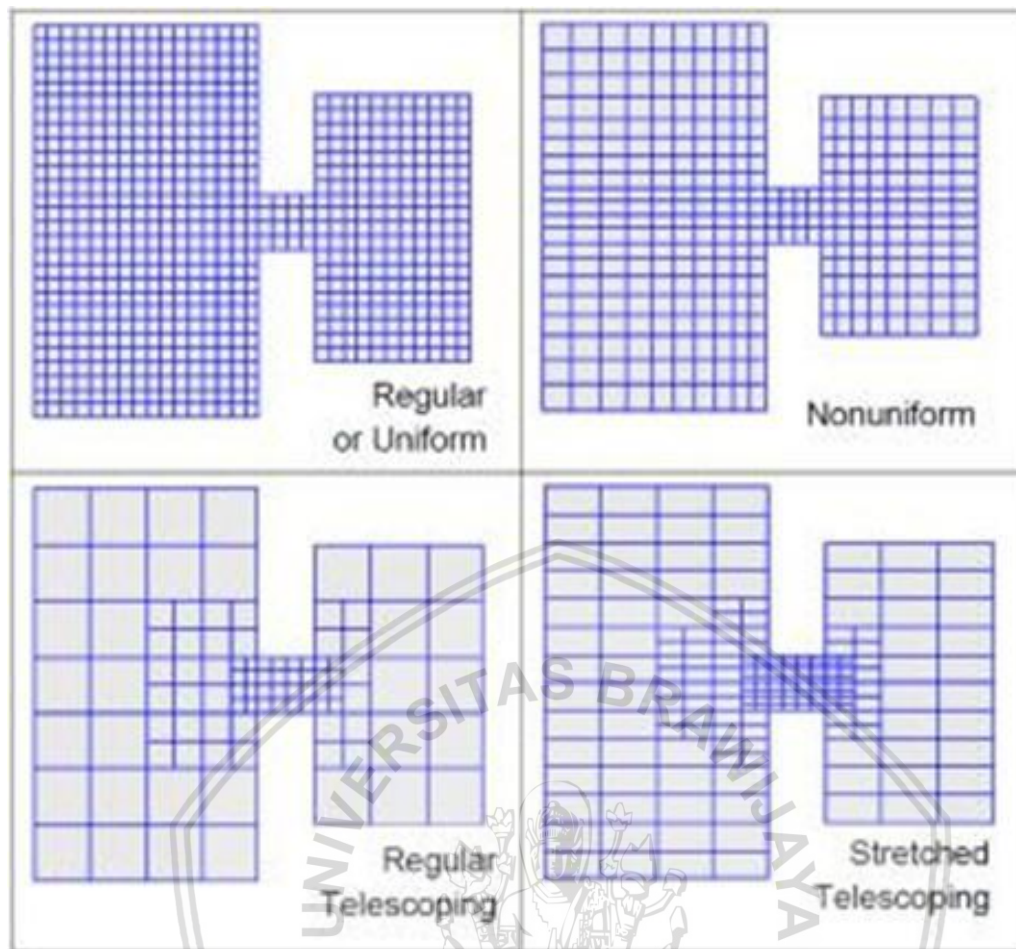 Regular
or Uniform
Nonuniform
Regular
Telescoping
Stretched
Telescoping
UNIVERSITAS BRAWIJAYA